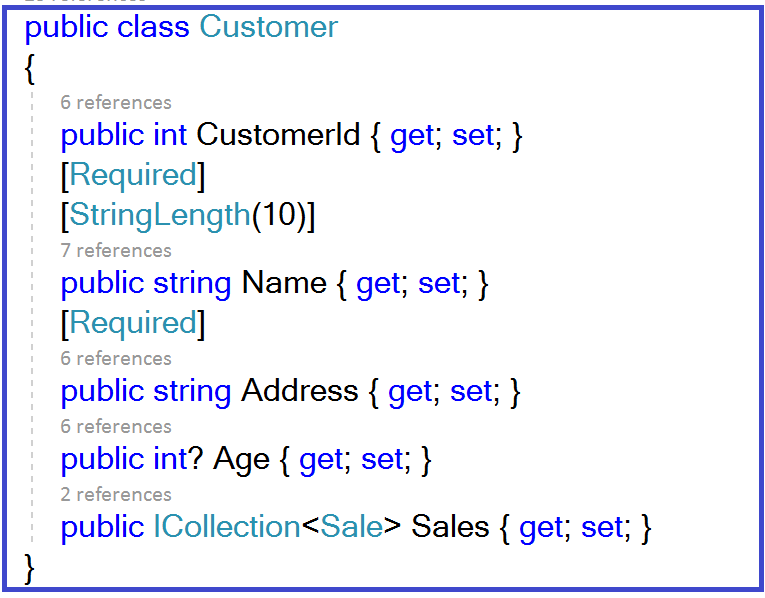 public class Customer
{
6 references
public int CustomerId { get; set; }
[Required]
[StringLength(10)]
7 references
public string Name { get; set; }
[Required]
6 references
public string Address { get; set; }
6 references
public int? Age { get; set; }
2 references
public ICollection<Sale> Sales { get; set; }
}